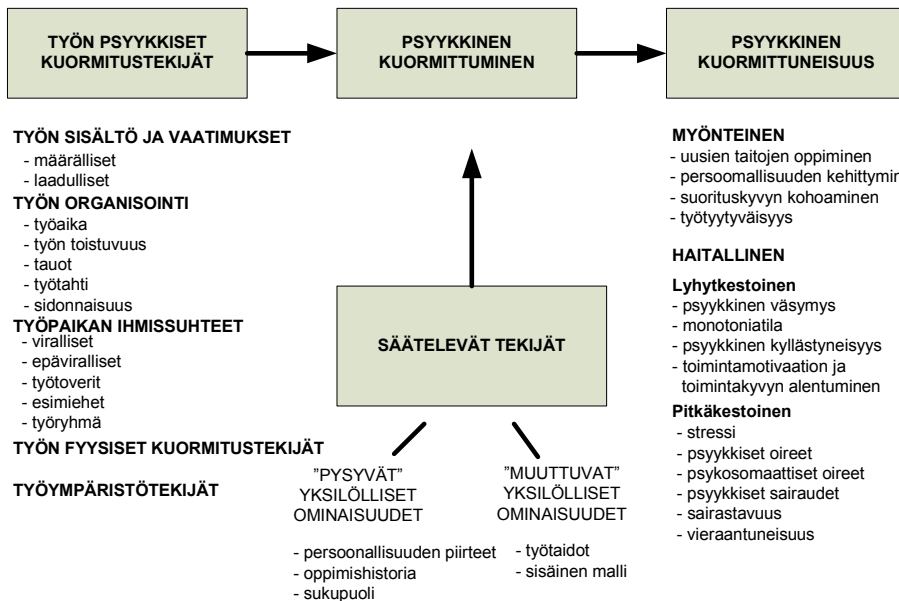 TYÖN PSYYKKISET
KUORMITUSTEKIJÄT
PSYYKKINEN
KUORMITTUMINEN
PSYYKKINEN
KUORMITTUNEISUUS
TYÖN SISÄLTÖ JA VAATIMUKSET
- määrälliset
- laadulliset
TYÖN ORGANISOINTI
- työaika
- työn toistuvuus
- tauot
- työtahti
- sidonnaisuus
TYÖPAIKAN IHMISSUHTEET
- viralliset
- epäviralliset
- työtoverit
- esimiehet
- työryhmä
TYÖN FYYSISET KUORMITUSTEKIJÄT
TYÖYMPÄRISTÖTEKIJÄT
SÄÄTELEVÄT TEKIJÄT
"PYSYVÄT"
YKSILÖLLISET
OMINAISUUDET
- persoonallisuuden piirteet
- oppimishistoria
- sukupuoli
"MUUTTUVAT"
YKSILÖLLISET
OMINAISUUDET
- työtaidot
- sisäinen malli
MYÖNTEINEN
- uusien taitojen oppiminen
- persoomallisuuden kehittymin
- suorituskyvyn kohoaminen
- työtyytyväisyys
HAITALLINEN
Lyhytkestoinen
- psyykkinen väsymys
- monotoniatila
- psyykkinen kyllästyneisyys
- toimintamotivaation ja
toimintakyvyn alentuminen
Pitkäkestoinen
- stressi
- psyykkiset oireet
- psykosomaattiset oireet
- psyykkiset sairaudet
- sairastavuus
- vieraantuneisuus